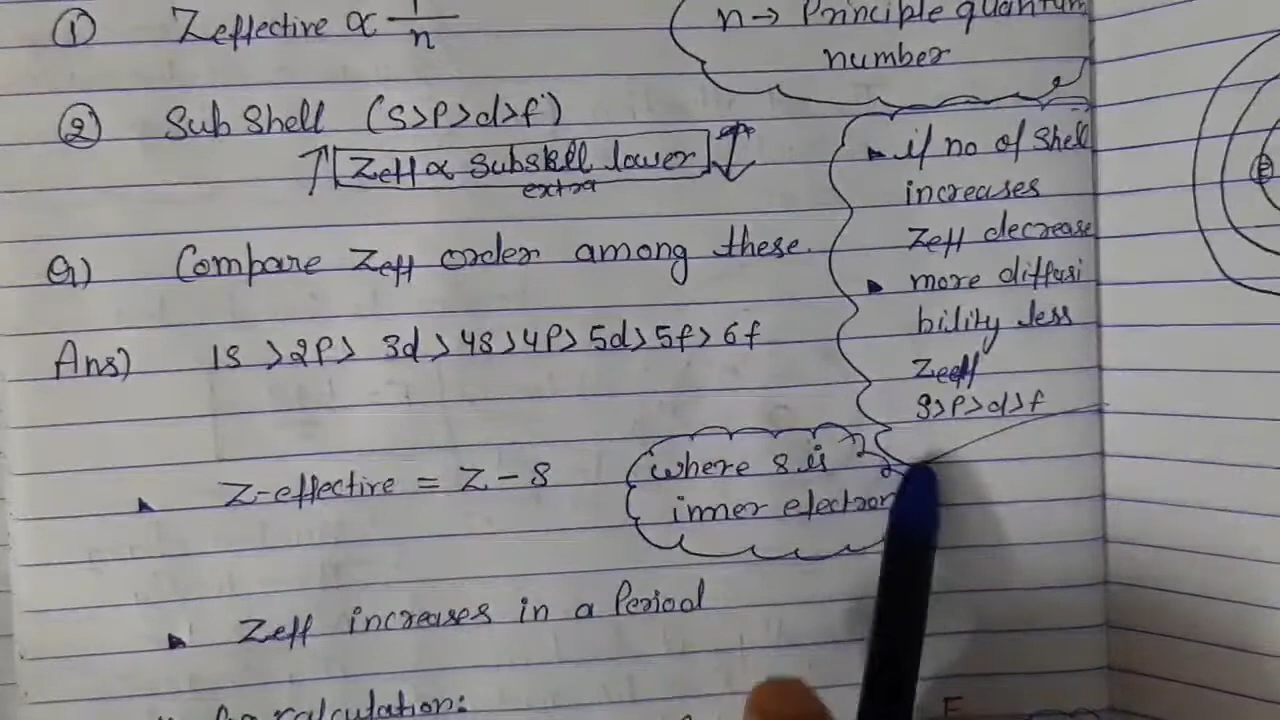 ① Zeffective ∝ 1/n
n → Principle quantum
number
② Sub Shell (s>p>d>f)
↑ Zeff ∝ Subshell lower ↓
extra
if no of shell
increases
Zeff decrease
Q) Compare Zeff order among these.
more diffusi
bility less
Zeff
s>p>d>f
Ans) 1s >2p> 3d >4s>4p> 5d>5f> 6f
Z-effective = Z - S
where s is
inner electron
Zeff increases in a Period
calculation: